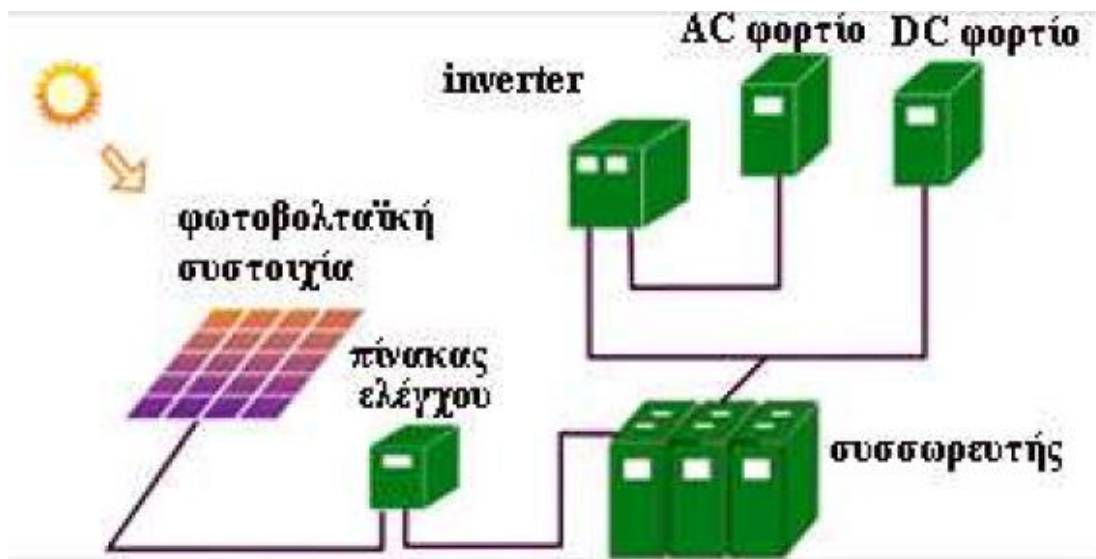 AC φορτίο
DC φορτίο
inverter
φωτοβολταϊκή
συστοιχία
πίνακας
ελέγχου
συσσωρευτής